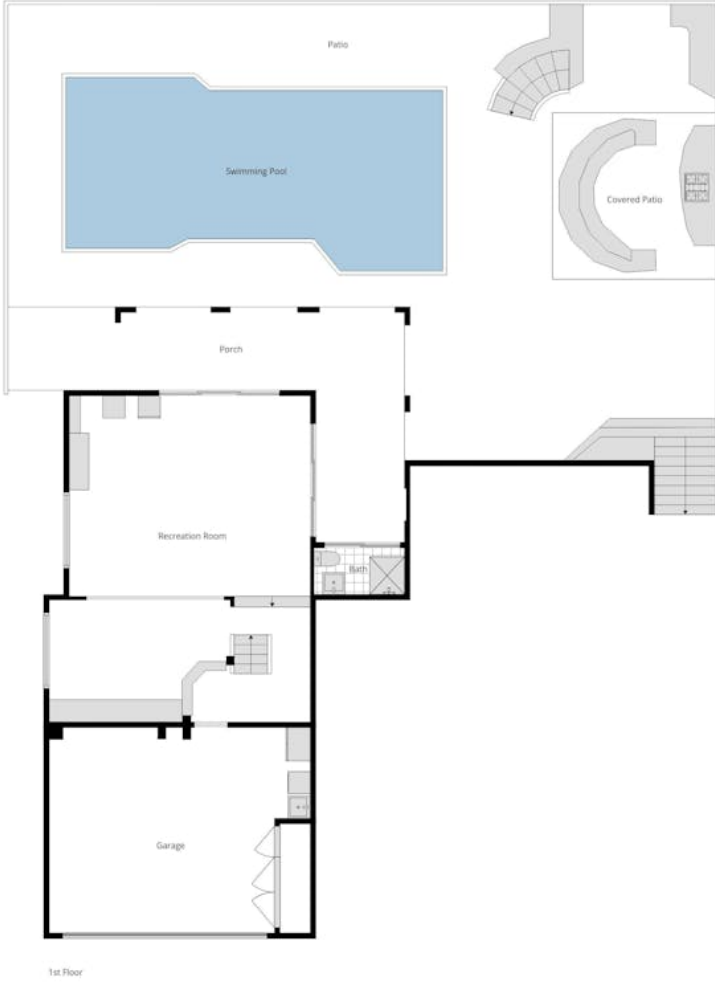 Patio
Swimming Pool
Covered Patio
Porch
Recreation Room
Bath
Garage
1st Floor